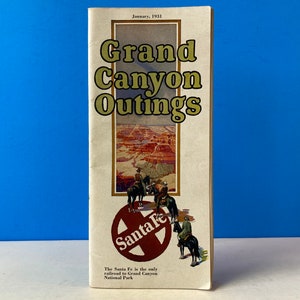 January, 1931
Grand
Canyon
Outings
Santa Fe
The Santa Fe is the only
railroad to Grand Canyon
National Park